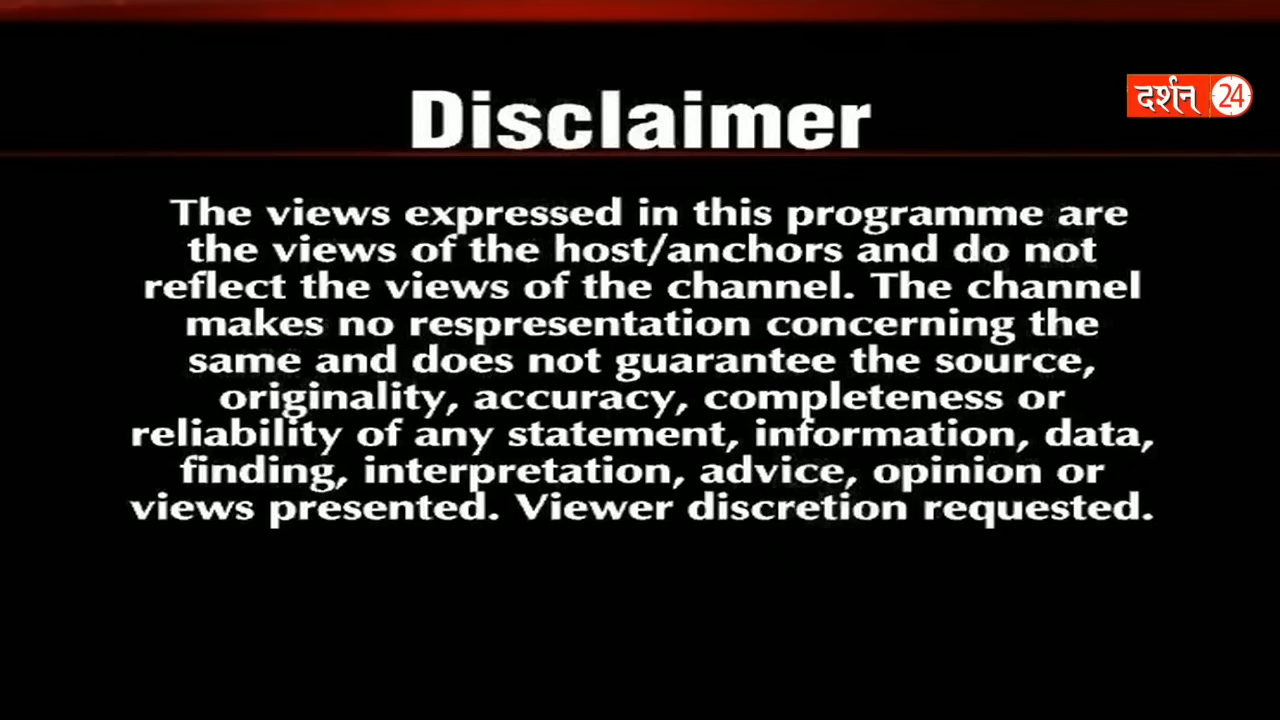 दर्शन 24
Disclaimer
The views expressed in this programme are
the views of the host/anchors and do not
reflect the views of the channel. The channel
makes no respresentation concerning the
same and does not guarantee the source,
originality, accuracy, completeness or
reliability of any statement, information, data,
finding, interpretation, advice, opinion or
views presented. Viewer discretion requested.